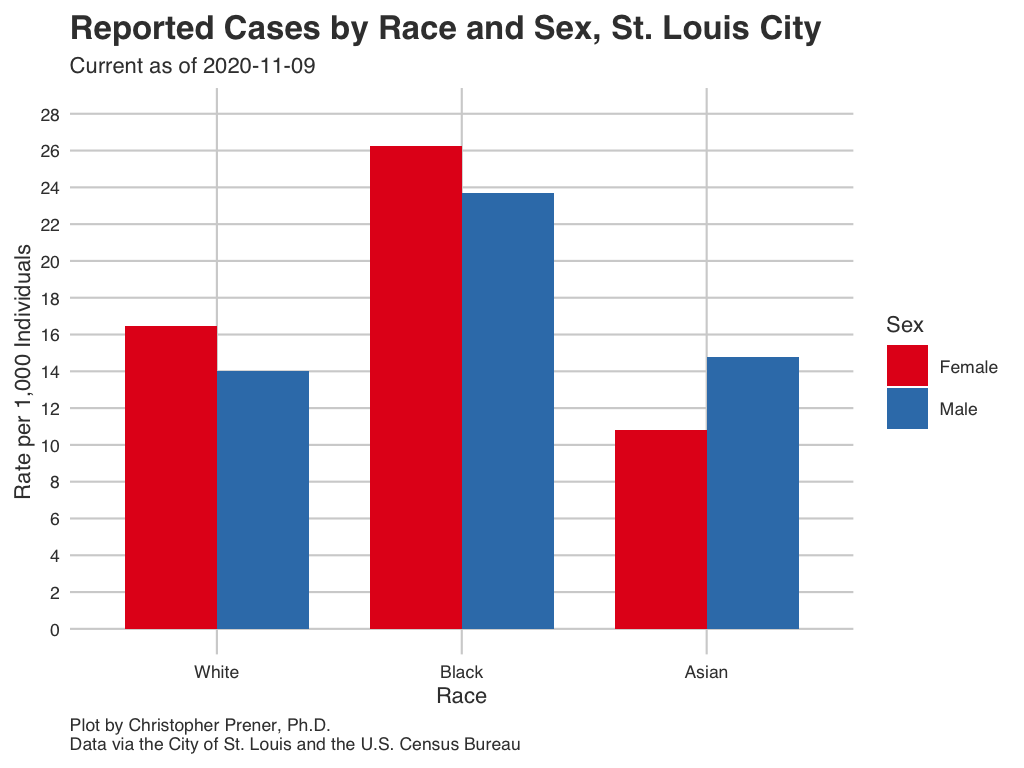 Reported Cases by Race and Sex, St. Louis City
Current as of 2020-11-09
Rate per 1,000 Individuals
28
26
24
22
20
18
16
14
12
10
8
6
4
2
0
White
Black
Asian
Race
Sex
Female
Male
Plot by Christopher Prener, Ph.D.
Data via the City of St. Louis and the U.S. Census Bureau